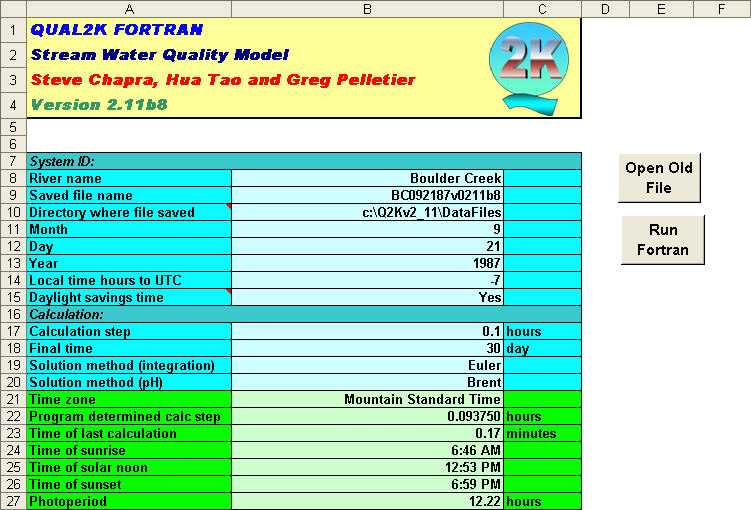 A B C D E F
1 QUAL2K FORTRAN
2 Stream Water Quality Model
3 Steve Chapra, Hua Tao and Greg Pelletier
4 Version 2.11b8
2K
5
6
7 System ID:
8 River name Boulder Creek
9 Saved file name BC092187v0211b8
10 Directory where file saved c:\Q2Kv2_11\DataFiles
11 Month 9
12 Day 21
13 Year 1987
14 Local time hours to UTC -7
15 Daylight savings time Yes
16 Calculation:
17 Calculation step 0.1 hours
18 Final time 30 day
19 Solution method (integration) Euler
20 Solution method (pH) Brent
21 Time zone Mountain Standard Time
22 Program determined calc step 0.093750 hours
23 Time of last calculation 0.17 minutes
24 Time of sunrise 6:46 AM
25 Time of solar noon 12:53 PM
26 Time of sunset 6:59 PM
27 Photoperiod 12.22 hours
Open Old
File
Run
Fortran